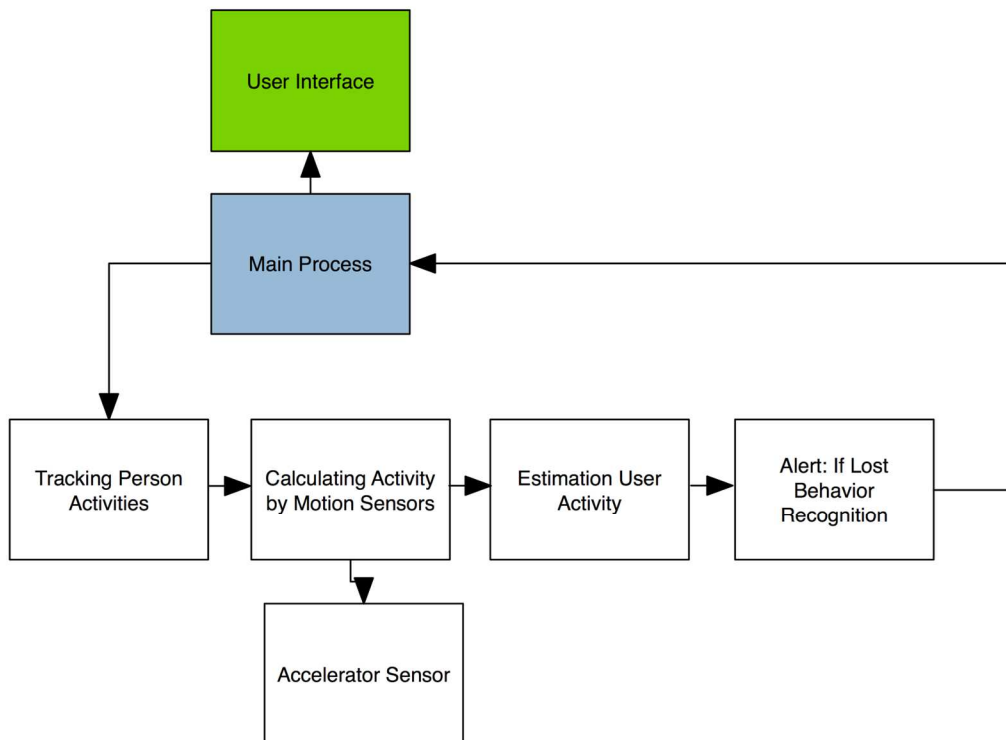 User Interface
Main Process
Tracking Person
Activities
Calculating Activity
by Motion Sensors
Estimation User
Activity
Alert: If Lost
Behavior
Recognition
Accelerator Sensor